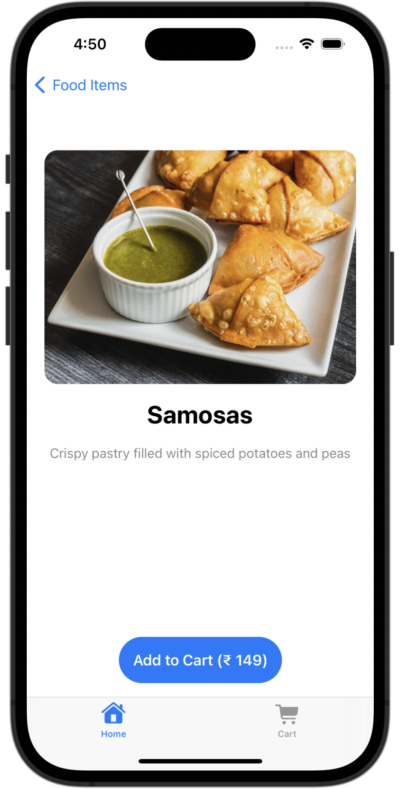 4:50
Food Items
Samosas
Crispy pastry filled with spiced potatoes and peas
Add to Cart (₹ 149)
Home
Cart